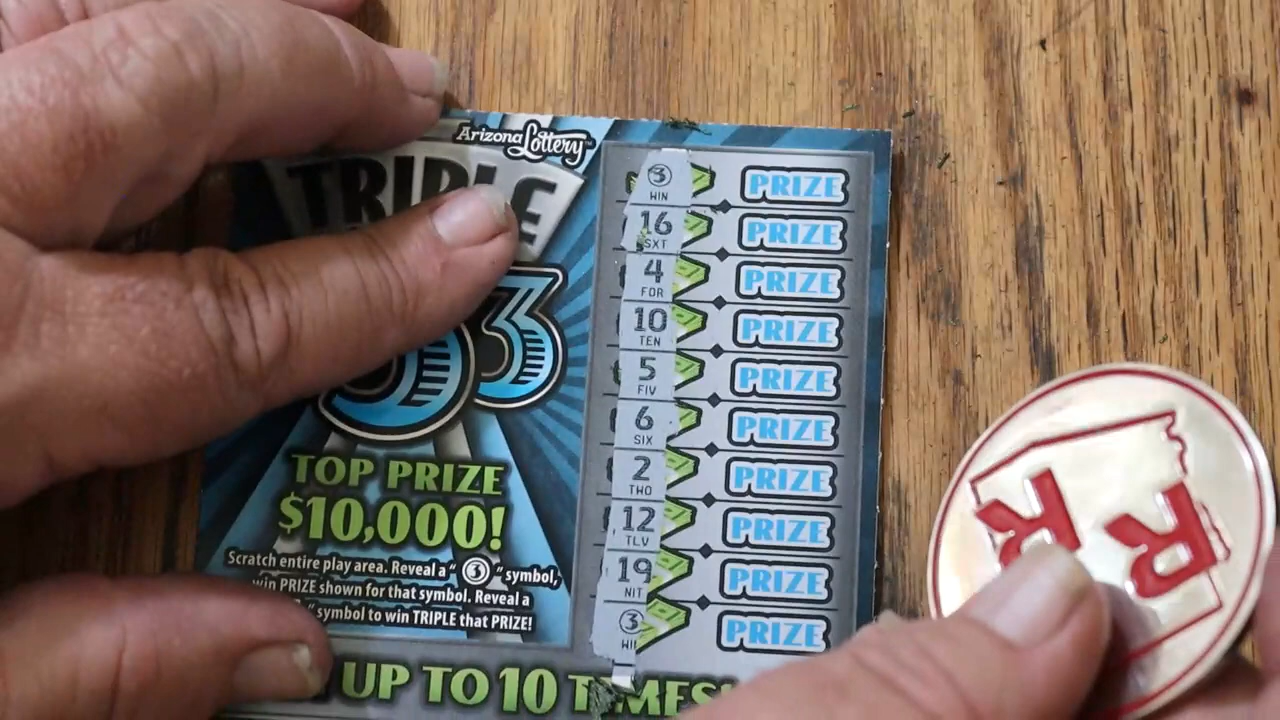 Arizona Lottery™
TRIPLE
33
TOP PRIZE
$10,000!
Scratch entire play area. Reveal a "③" symbol,
win PRIZE shown for that symbol. Reveal a
" symbol to win TRIPLE that PRIZE!
UP TO 10 TIMES!
③ PRIZE
WIN
16 PRIZE
SXT
4 PRIZE
FOR
10 PRIZE
TEN
5 PRIZE
FIV
6 PRIZE
SIX
2 PRIZE
TWO
12 PRIZE
TLV
19 PRIZE
NIT
③ PRIZE
R
R